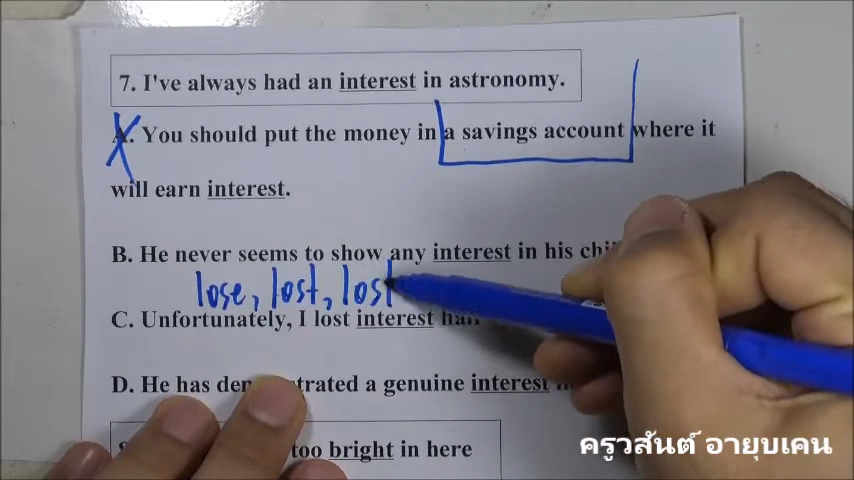 7. I've always had an interest in astronomy.
A. You should put the money in a savings account where it
will earn interest.
B. He never seems to show any interest in his
lose, lost, lost
C. Unfortunately, I lost interest
D. He has a genuine interest
too bright in here
ครูวสันต์ อายุบเคน